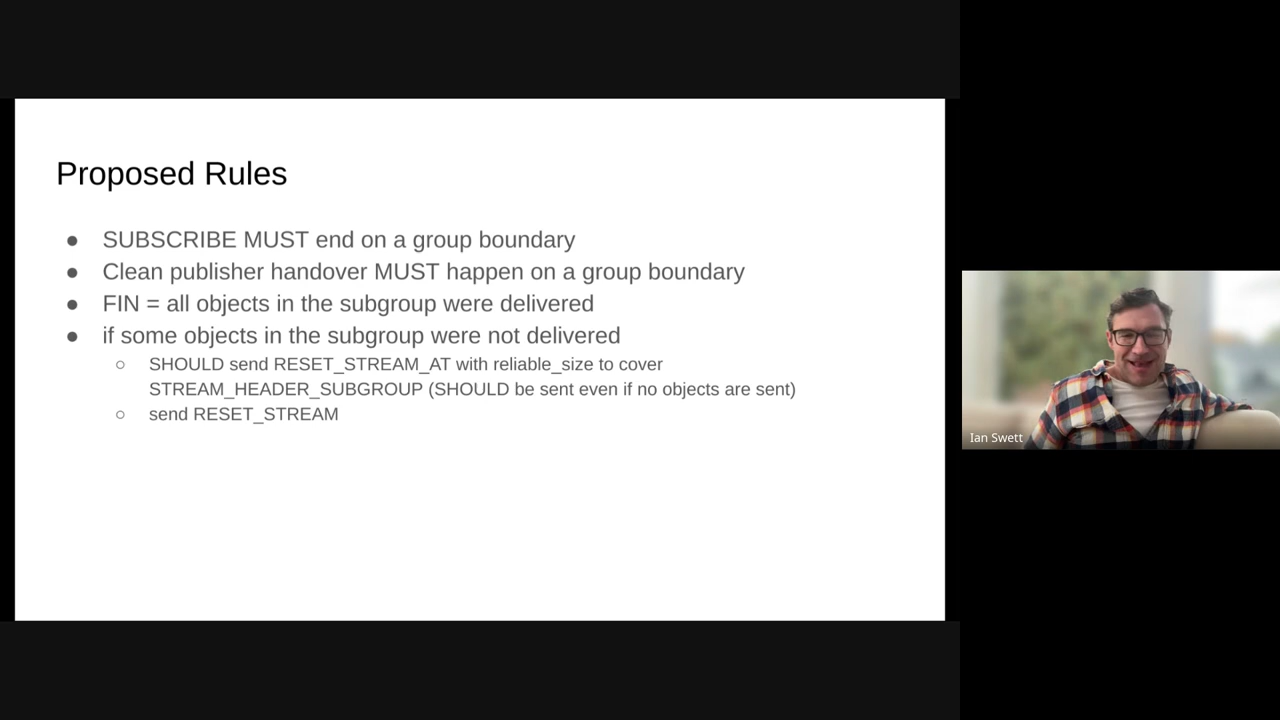 Proposed Rules
● SUBSCRIBE MUST end on a group boundary
● Clean publisher handover MUST happen on a group boundary
● FIN = all objects in the subgroup were delivered
● if some objects in the subgroup were not delivered
○ SHOULD send RESET_STREAM_AT with reliable_size to cover
STREAM_HEADER_SUBGROUP (SHOULD be sent even if no objects are sent)
○ send RESET_STREAM
Ian Swett